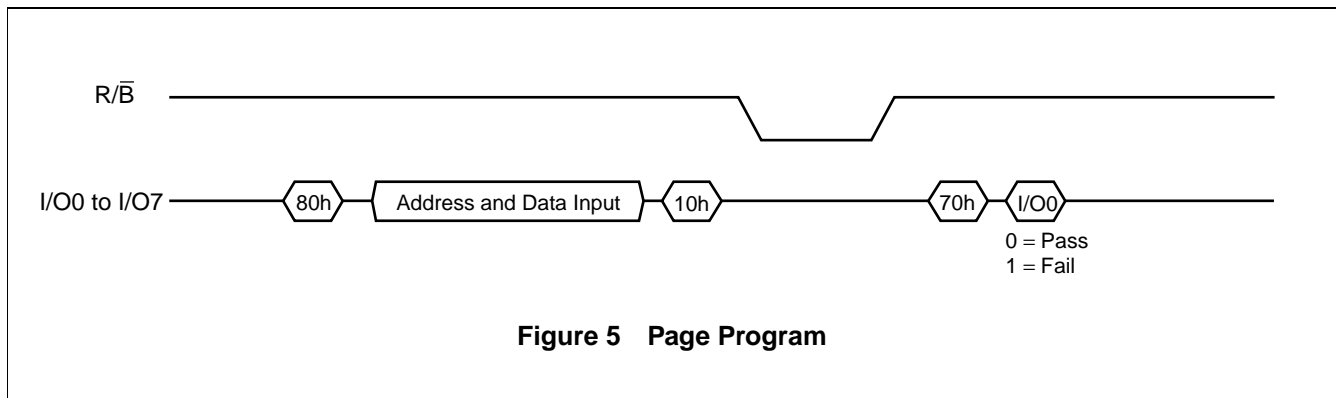 R/B̅
I/O0 to I/O7
80h
Address and Data Input
10h
70h
I/O0
0 = Pass
1 = Fail
Figure 5 Page Program